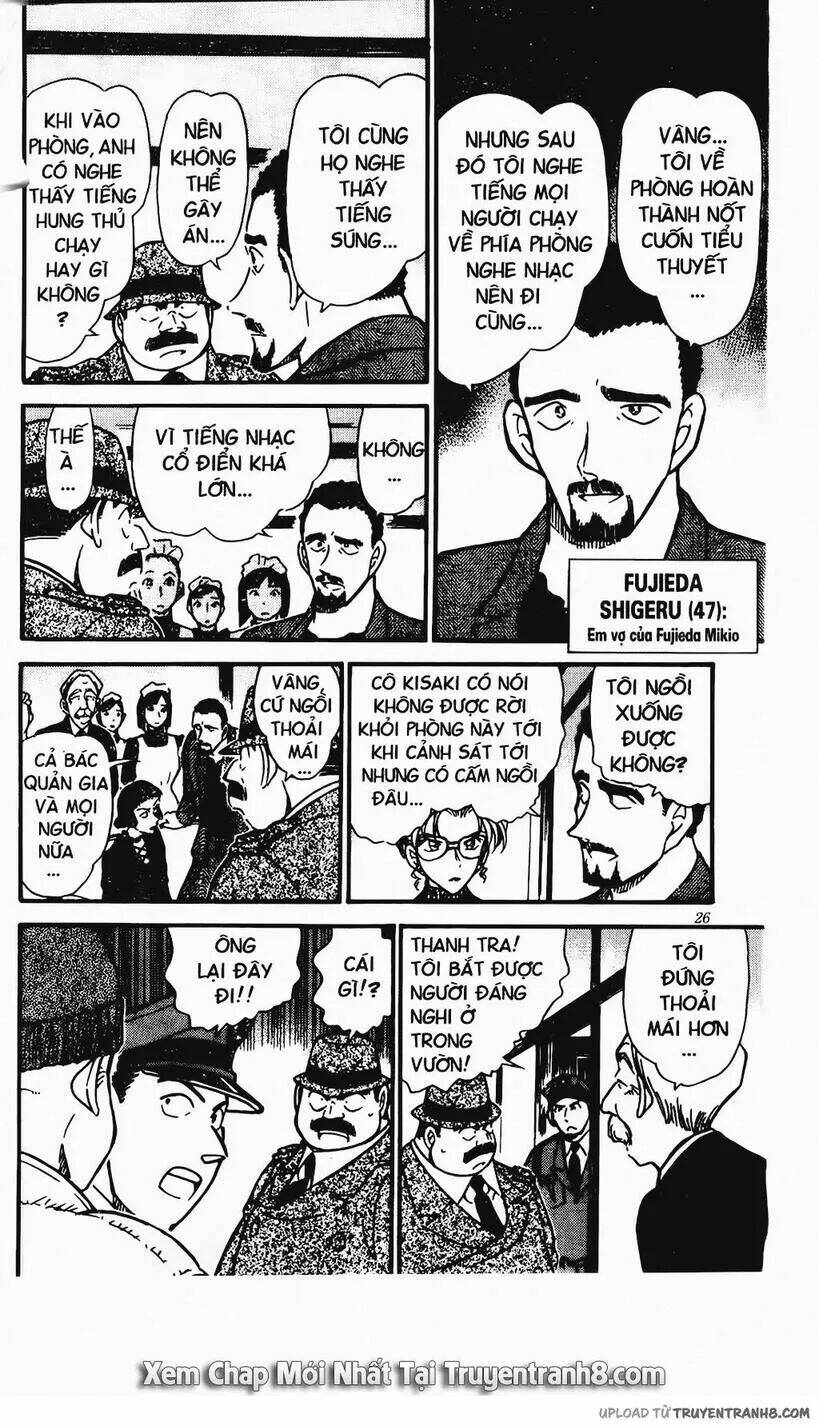 VÂNG...
TÔI VỀ
PHÒNG HOÀN
THÀNH NỐT
CUỐN TIỂU
THUYẾT
...
NHƯNG SAU
ĐÓ TÔI NGHE
TIẾNG MỌI
NGƯỜI CHẠY
VỀ PHÍA PHÒNG
NGHE NHẠC
NÊN ĐI
CÙNG...
FUJIEDA
SHIGERU (47):
Em vợ của Fujieda Mikio
TÔI CÙNG
HỌ NGHE
THẤY
TIẾNG
SÚNG...
NÊN
KHÔNG
THỂ
GÂY
ÁN...
KHI VÀO
PHÒNG, ANH
CÓ NGHE
THẤY TIẾNG
HUNG THỦ
CHẠY
HAY GÌ
KHÔNG
?
KHÔNG
...
VÌ TIẾNG NHẠC
CỔ ĐIỂN KHÁ
LỚN...
THẾ
À
...
TÔI NGỒI
XUỐNG
ĐƯỢC
KHÔNG?
CÔ KISAKI CÓ NÓI
KHÔNG ĐƯỢC RỜI
KHỎI PHÒNG NÀY TỚI
KHI CẢNH SÁT TỚI
NHƯNG CÓ CẤM NGỒI
ĐÂU...
VÂNG,
CỨ NGỒI
THOẢI
MÁI
...
CẢ BÁC
QUẢN GIA
VÀ MỌI
NGƯỜI
NỮA
...
26
TÔI
ĐỨNG
THOẢI
MÁI HƠN
...
THANH TRA!
TÔI BẮT ĐƯỢC
NGƯỜI ĐÁNG
NGHI Ở
TRONG
VƯỜN!
CÁI
GÌ!?
ÔNG
LẠI ĐÂY
ĐI!!
Xem Chap Mới Nhất Tại Truyentranh8.com
UPLOAD TỪ TRUYENTRANH8.COM